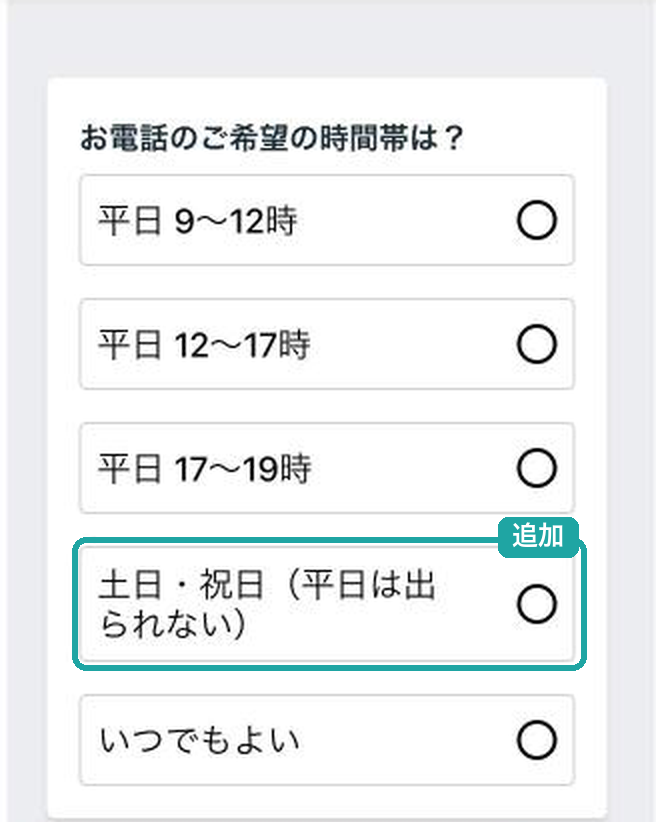 お電話のご希望の時間帯は？
平日 9〜12時
平日 12〜17時
平日 17〜19時
追加
土日・祝日（平日は出
られない）
いつでもよい